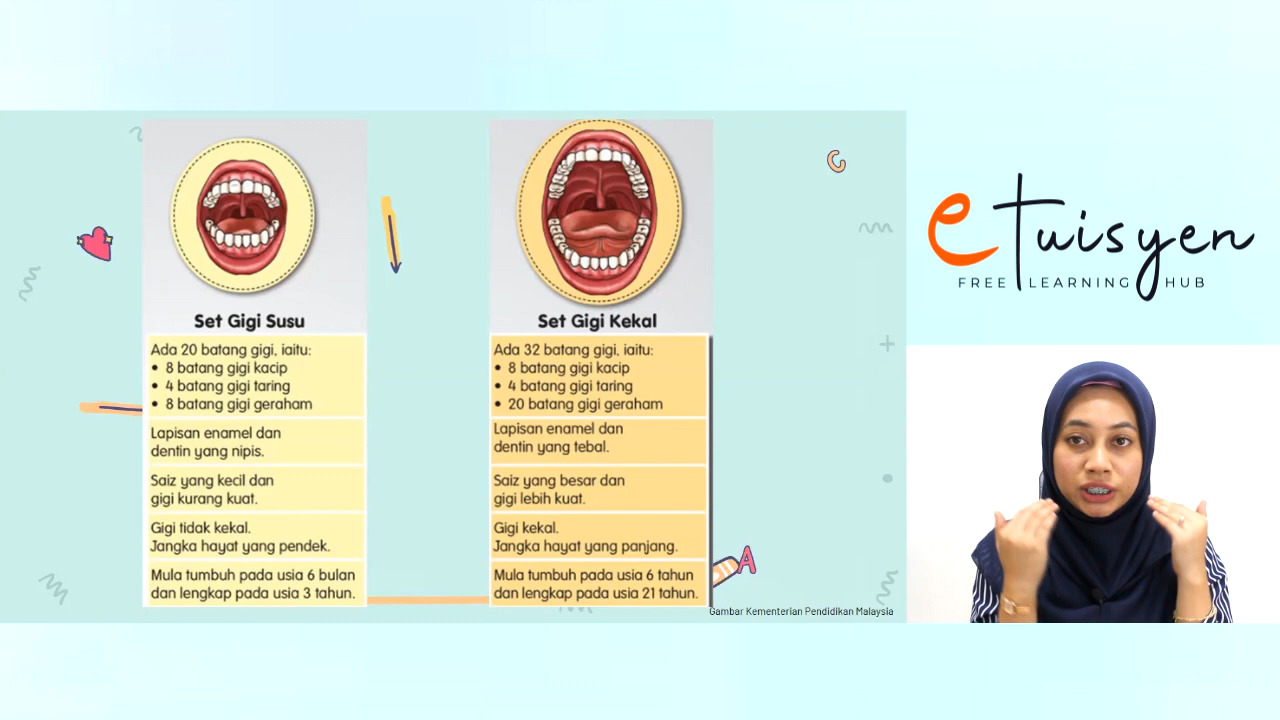 Set Gigi Susu
Ada 20 batang gigi, iaitu:
• 8 batang gigi kacip
• 4 batang gigi taring
• 8 batang gigi geraham
Lapisan enamel dan
dentin yang nipis.
Saiz yang kecil dan
gigi kurang kuat.
Gigi tidak kekal.
Jangka hayat yang pendek.
Mula tumbuh pada usia 6 bulan
dan lengkap pada usia 3 tahun.
Set Gigi Kekal
Ada 32 batang gigi, iaitu:
• 8 batang gigi kacip
• 4 batang gigi taring
• 20 batang gigi geraham
Lapisan enamel dan
dentin yang tebal.
Saiz yang besar dan
gigi lebih kuat.
Gigi kekal.
Jangka hayat yang panjang.
Mula tumbuh pada usia 6 tahun
dan lengkap pada usia 21 tahun.
A
Gambar Kementerian Pendidikan Malaysia
eTuisyen
FREE LEARNING HUB